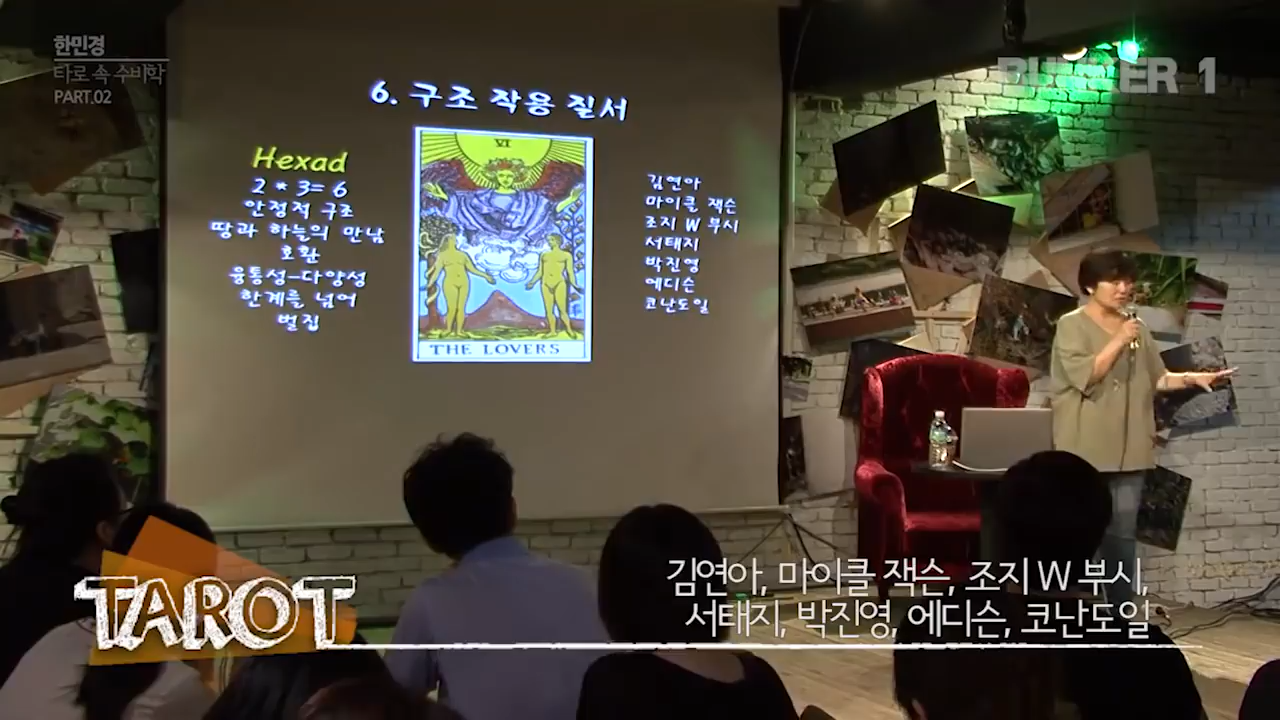 한민경
타로 속 수비학
PART.02
BUNKER 1
6. 구조 작용 질서
Hexad
2 * 3= 6
안정적 구조
땅과 하늘의 만남
호환
융통성-다양성
한계를 넘어
벌집
VI
THE LOVERS
김연아
마이클 잭슨
조지 W 부시
서태지
박진영
에디슨
코난도일
TAROT
김연아, 마이클 잭슨, 조지 W 부시,
서태지, 박진영, 에디슨, 코난도일